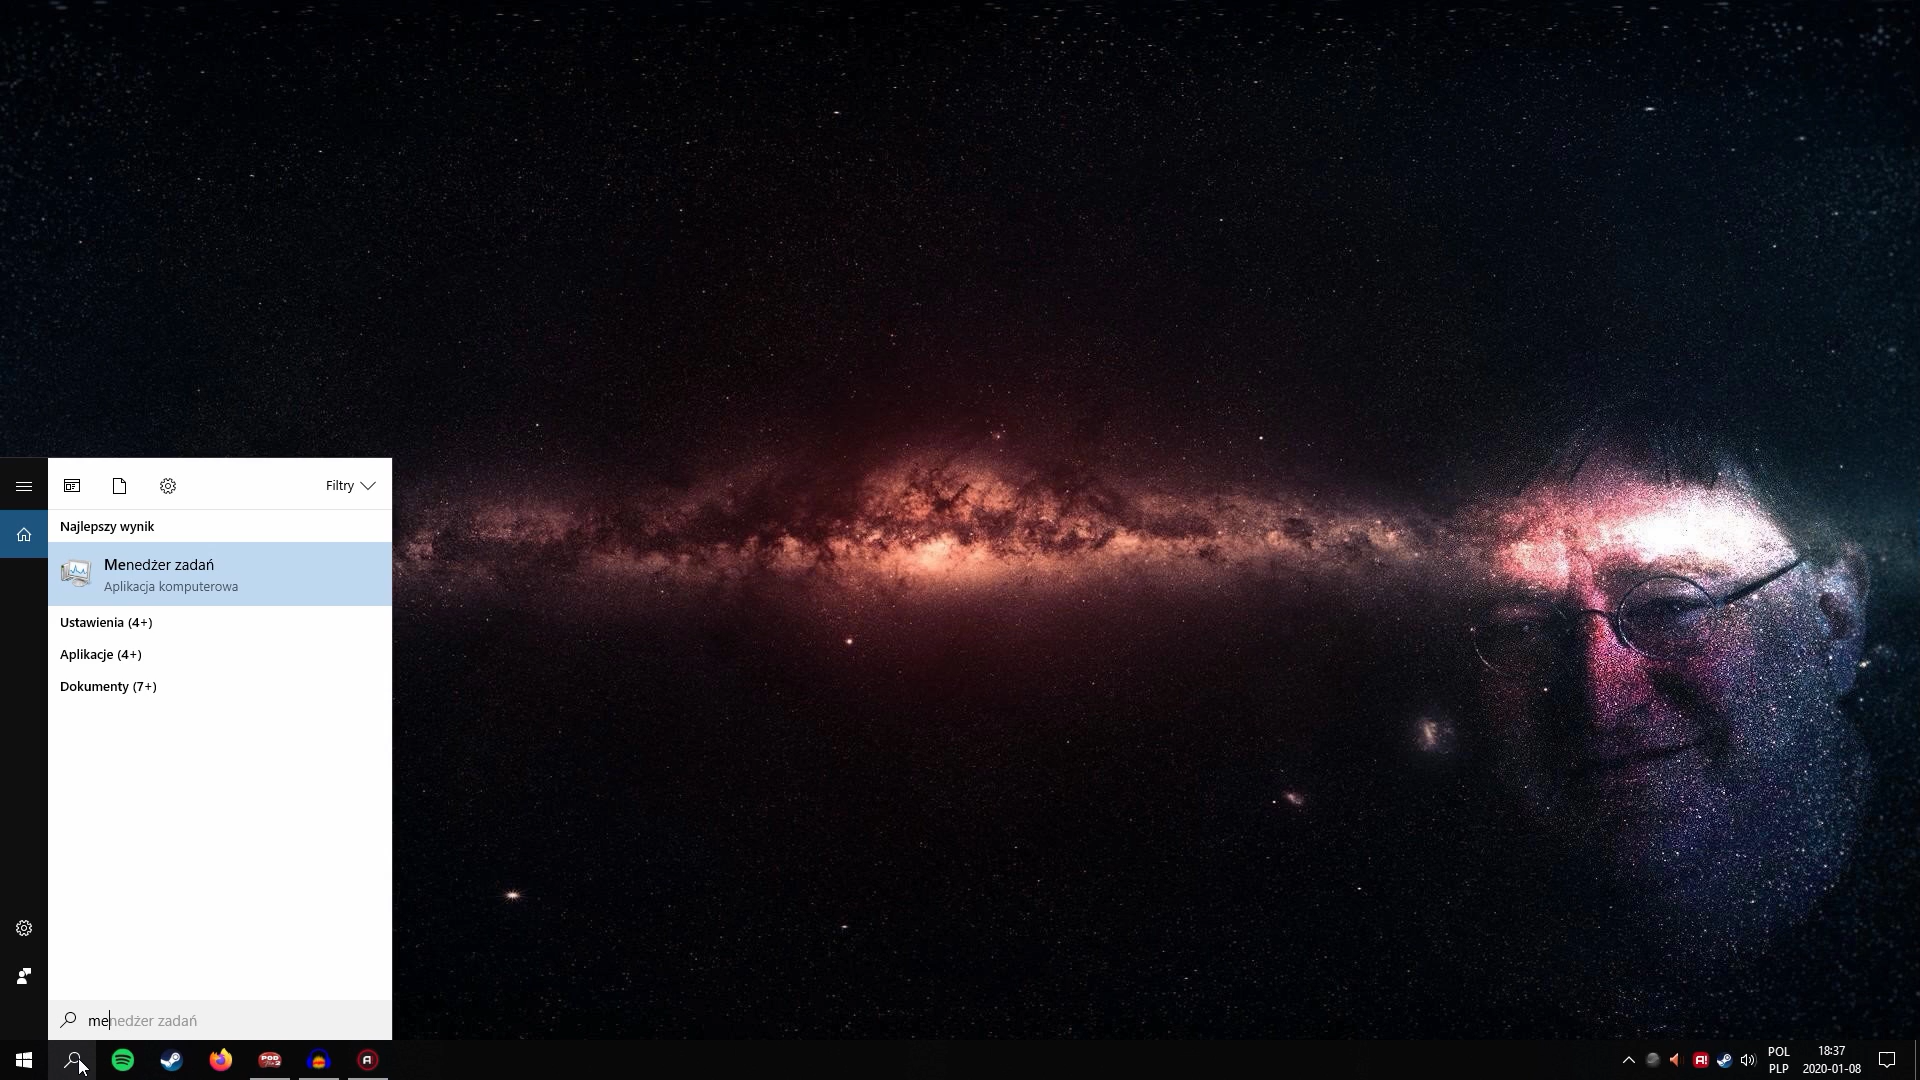 Filtry
Najlepszy wynik
Menedżer zadań
Aplikacja komputerowa
Ustawienia (4+)
Aplikacje (4+)
Dokumenty (7+)
menedżer zadań
POD
POL
PLP
18:37
2020-01-08